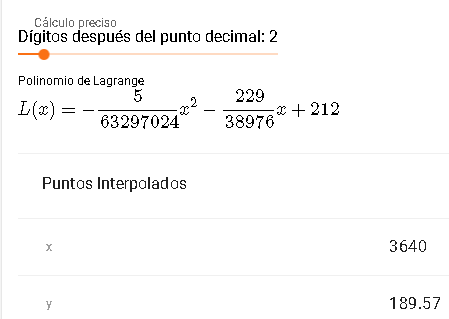 Cálculo preciso
Dígitos después del punto decimal: 2
Polinomio de Lagrange
L(x) = −5/63297024 x² − 229/38976 x + 212
Puntos Interpolados
x 3640
y 189.57